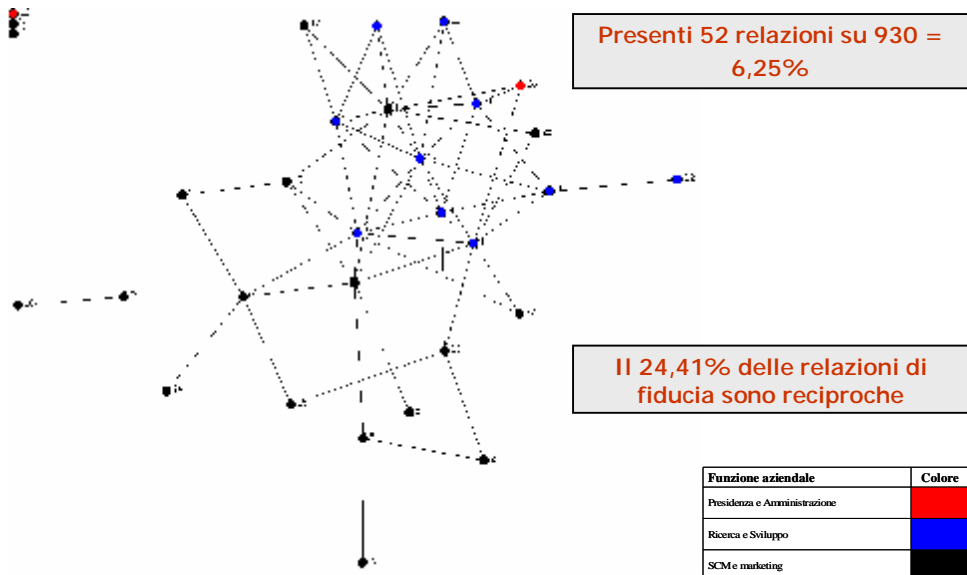 Presenti 52 relazioni su 930 =
6,25%
Il 24,41% delle relazioni di
fiducia sono reciproche
Funzione aziendale Colore
Presidenza e Amministrazione
Ricerca e Sviluppo
SCM e marketing